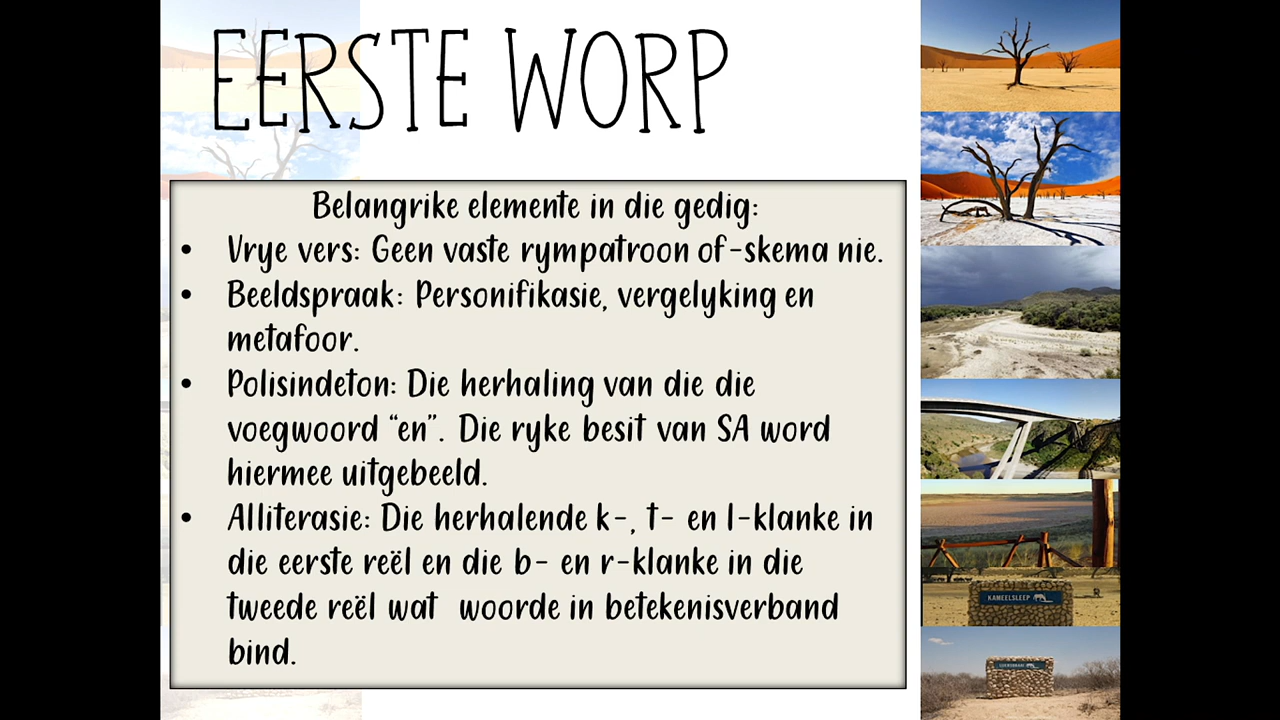 EERSTE WORP
Belangrike elemente in die gedig:
• Vrye vers: Geen vaste rympatroon of-skema nie.
• Beeldspraak: Personifikasie, vergelyking en
metafoor.
• Polisindeton: Die herhaling van die die
voegwoord “en”. Die ryke besit van SA word
hiermee uitgebeeld.
• Alliterasie: Die herhalende k-, t- en l-klanke in
die eerste reël en die b- en r-klanke in die
tweede reël wat woorde in betekenisverband
bind.
KAMEELSLEEP